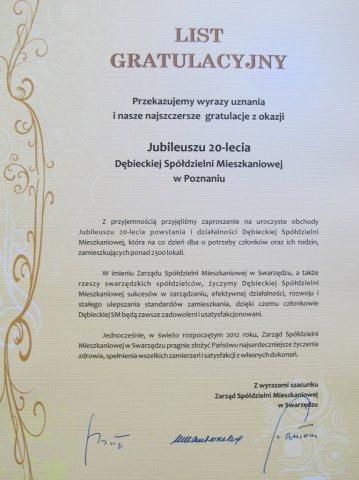 LIST
GRATULACYJNY
Przekazujemy wyrazy uznania
i nasze najszczersze gratulacje z okazji
Jubileuszu 20-lecia
Dębieckiej Spółdzielni Mieszkaniowej
w Poznaniu
Z przyjemnością przyjęliśmy zaproszenie na uroczyste obchody
Jubileuszu 20-lecia powstania i działalności Dębieckiej Spółdzielni
Mieszkaniowej, która na co dzień dba o potrzeby członków oraz ich rodzin,
zamieszkujących ponad 2300 lokali.
W imieniu Zarządu Spółdzielni Mieszkaniowej w Swarzędzu, a także
rzeszy swarzędzkich spółdzielców, życzymy Dębieckiej Spółdzielni
Mieszkaniowej sukcesów w zarządzaniu, efektywnej działalności, rozwoju i
stałego ulepszania standardów zamieszkania, dzięki czemu członkowie
Dębieckiej SM będą zawsze zadowoleni i usatysfakcjonowani.
Jednocześnie, w świeżo rozpoczętym 2012 roku, Zarząd Spółdzielni
Mieszkaniowej w Swarzędzu pragnie złożyć Państwu najserdeczniejsze życzenia
zdrowia, spełnienia wszelkich zamierzeń i satysfakcji z własnych dokonań.
Z wyrazami szacunku
Zarząd Spółdzielni Mieszkaniowej
w Swarzędzu